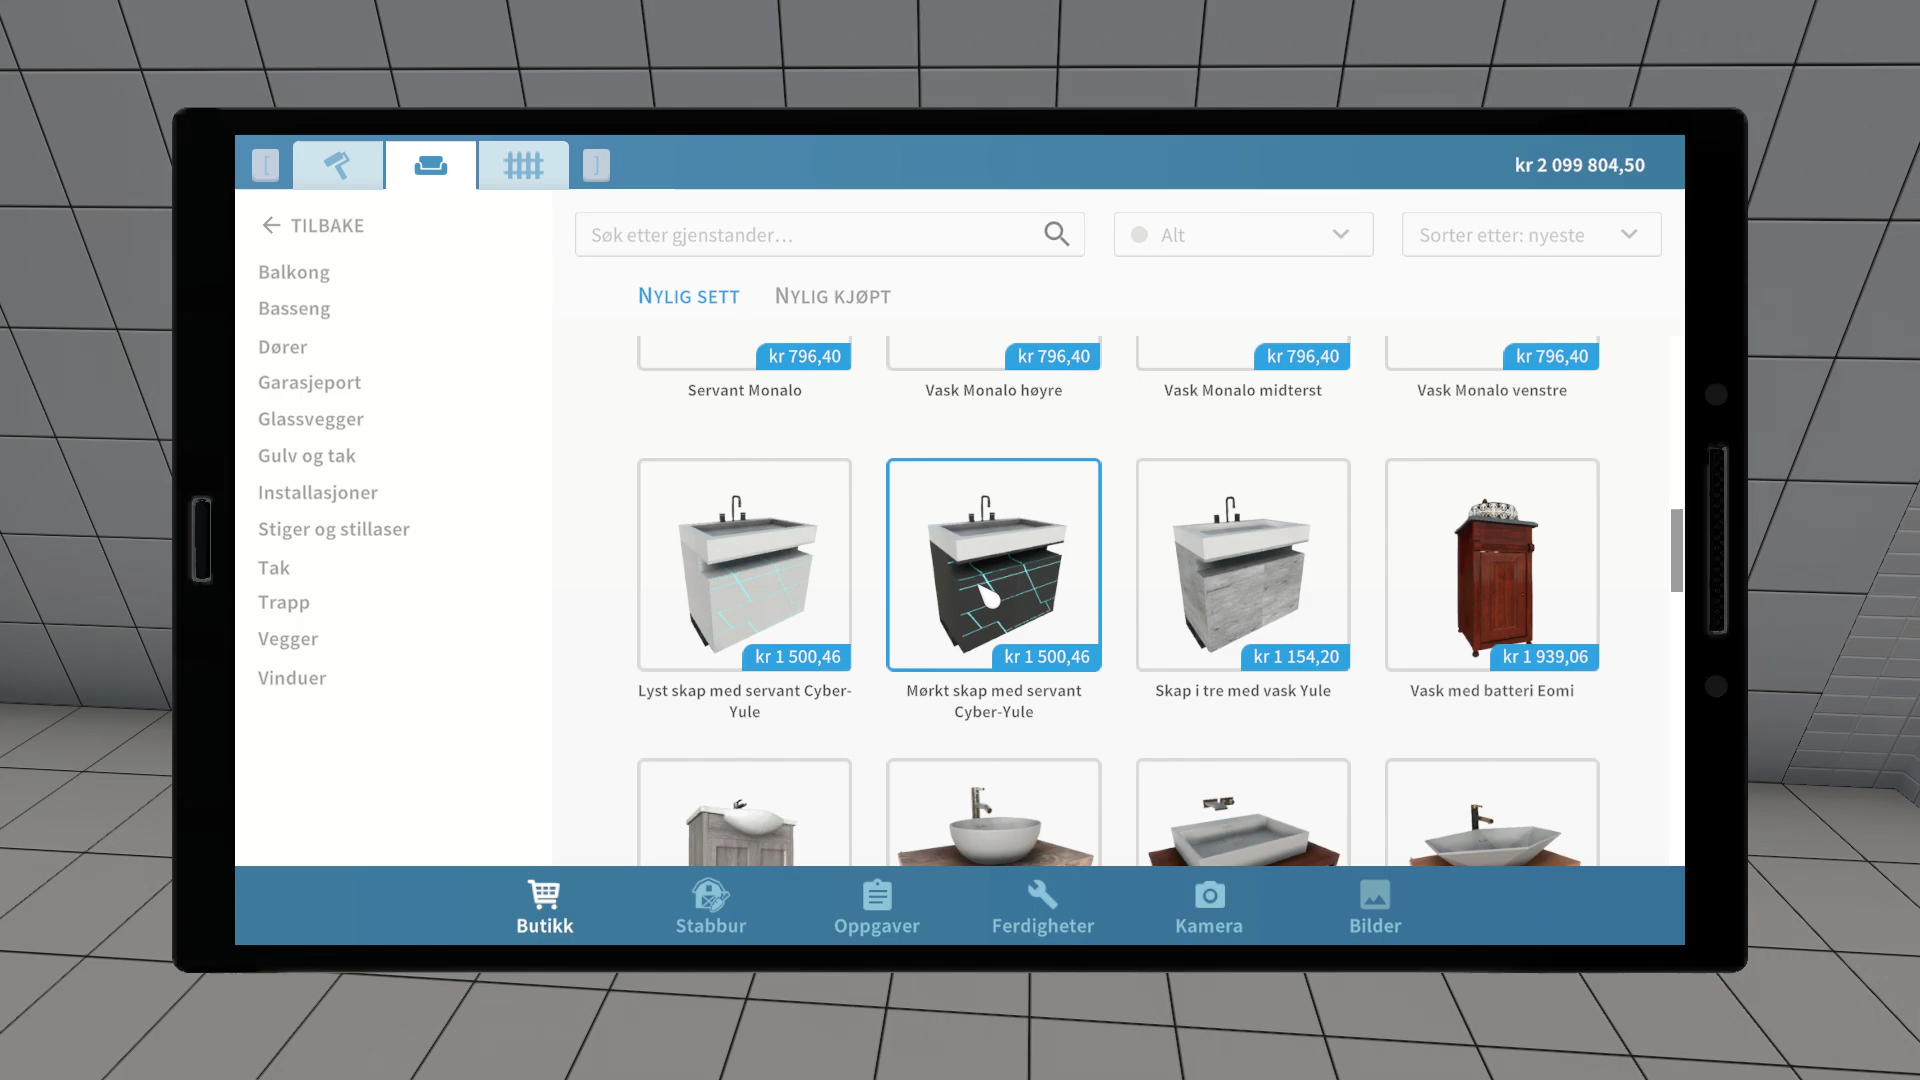 [
]
kr 2 099 804,50
TILBAKE
Balkong
Basseng
Dører
Garasjeport
Glassvegger
Gulv og tak
Installasjoner
Stiger og stillaser
Tak
Trapp
Vegger
Vinduer
Søk etter gjenstander...
Alt
Sorter etter: nyeste
NYLIG SETT
NYLIG KJØPT
kr 796,40
kr 796,40
kr 796,40
kr 796,40
Servant Monalo
Vask Monalo høyre
Vask Monalo midterst
Vask Monalo venstre
kr 1 500,46
kr 1 500,46
kr 1 154,20
kr 1 939,06
Lyst skap med servant Cyber-
Yule
Mørkt skap med servant
Cyber-Yule
Skap i tre med vask Yule
Vask med batteri Eomi
Butikk
Stabbur
Oppgaver
Ferdigheter
Kamera
Bilder